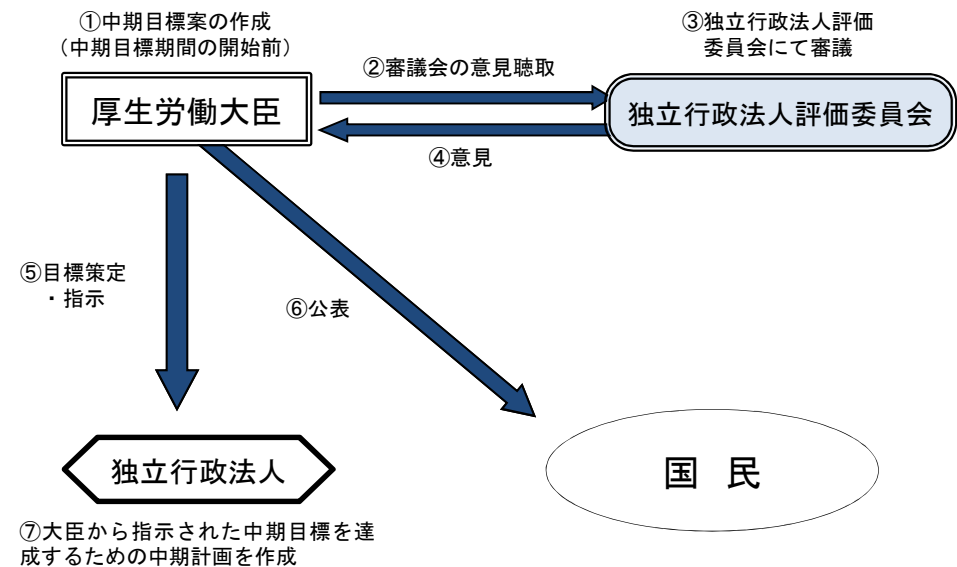 ①中期目標案の作成
（中期目標期間の開始前）
③独立行政法人評価
委員会にて審議
②審議会の意見聴取
厚生労働大臣
独立行政法人評価委員会
④意見
⑤目標策定
・指示
⑥公表
独立行政法人
国　民
⑦大臣から指示された中期目標を達
成するための中期計画を作成